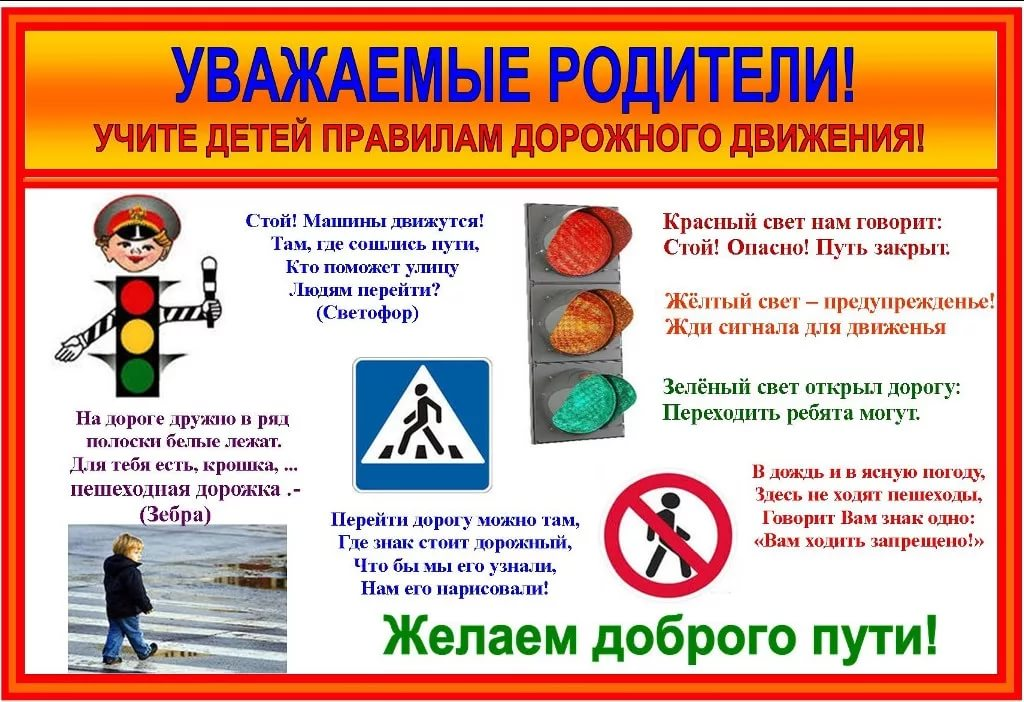 УВАЖАЕМЫЕ РОДИТЕЛИ!
УЧИТЕ ДЕТЕЙ ПРАВИЛАМ ДОРОЖНОГО ДВИЖЕНИЯ!
Стой! Машины движутся!
Там, где сошлись пути,
Кто поможет улицу
Людям перейти?
(Светофор)
Красный свет нам говорит:
Стой! Опасно! Путь закрыт.
Жёлтый свет – предупрежденье!
Жди сигнала для движенья
Зелёный свет открыл дорогу:
Переходить ребята могут.
На дороге дружно в ряд
полоски белые лежат.
Для тебя есть, крошка, ...
пешеходная дорожка .-
(Зебра)
Перейти дорогу можно там,
Где знак стоит дорожный,
Что бы мы его узнали,
Нам его нарисовали!
В дождь и в ясную погоду,
Здесь не ходят пешеходы,
Говорит Вам знак одно:
«Вам ходить запрещено!»
Желаем доброго пути!